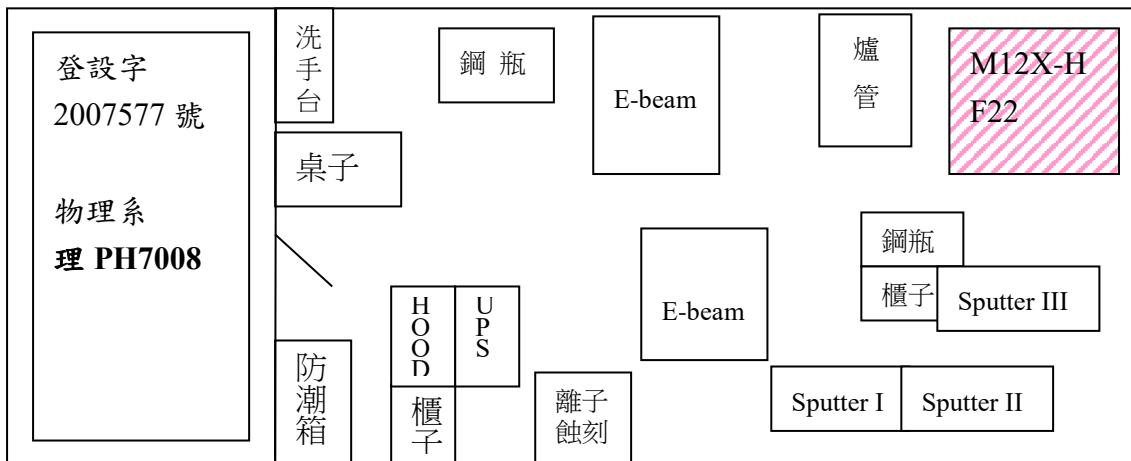 登設字
2007577 號
物理系
理 PH7008
洗
手
台
鋼 瓶
E-beam
爐
管
M12X-H
F22
桌子
鋼瓶
櫃子
Sputter III
E-beam
HOOD
UPS
防
潮
箱
櫃
子
離子
蝕刻
Sputter I
Sputter II